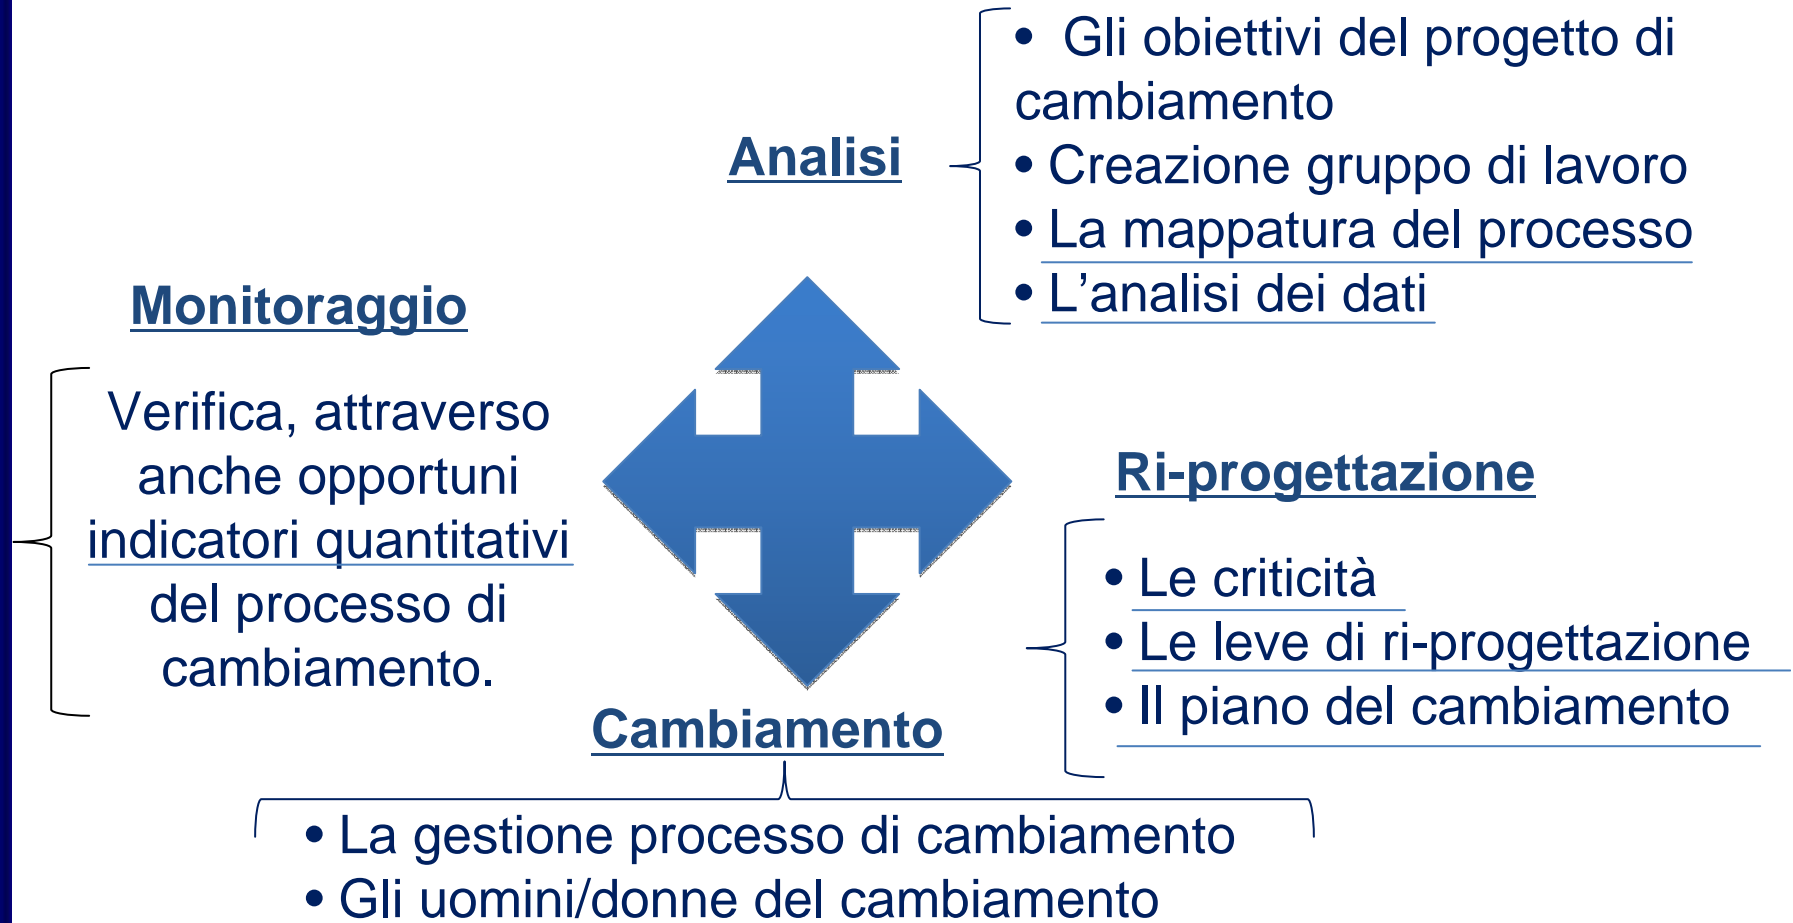 Analisi
• Gli obiettivi del progetto di
cambiamento
• Creazione gruppo di lavoro
• La mappatura del processo
• L’analisi dei dati
Monitoraggio
Verifica, attraverso
anche opportuni
indicatori quantitativi
del processo di
cambiamento.
Ri-progettazione
• Le criticità
• Le leve di ri-progettazione
• Il piano del cambiamento
Cambiamento
• La gestione processo di cambiamento
• Gli uomini/donne del cambiamento